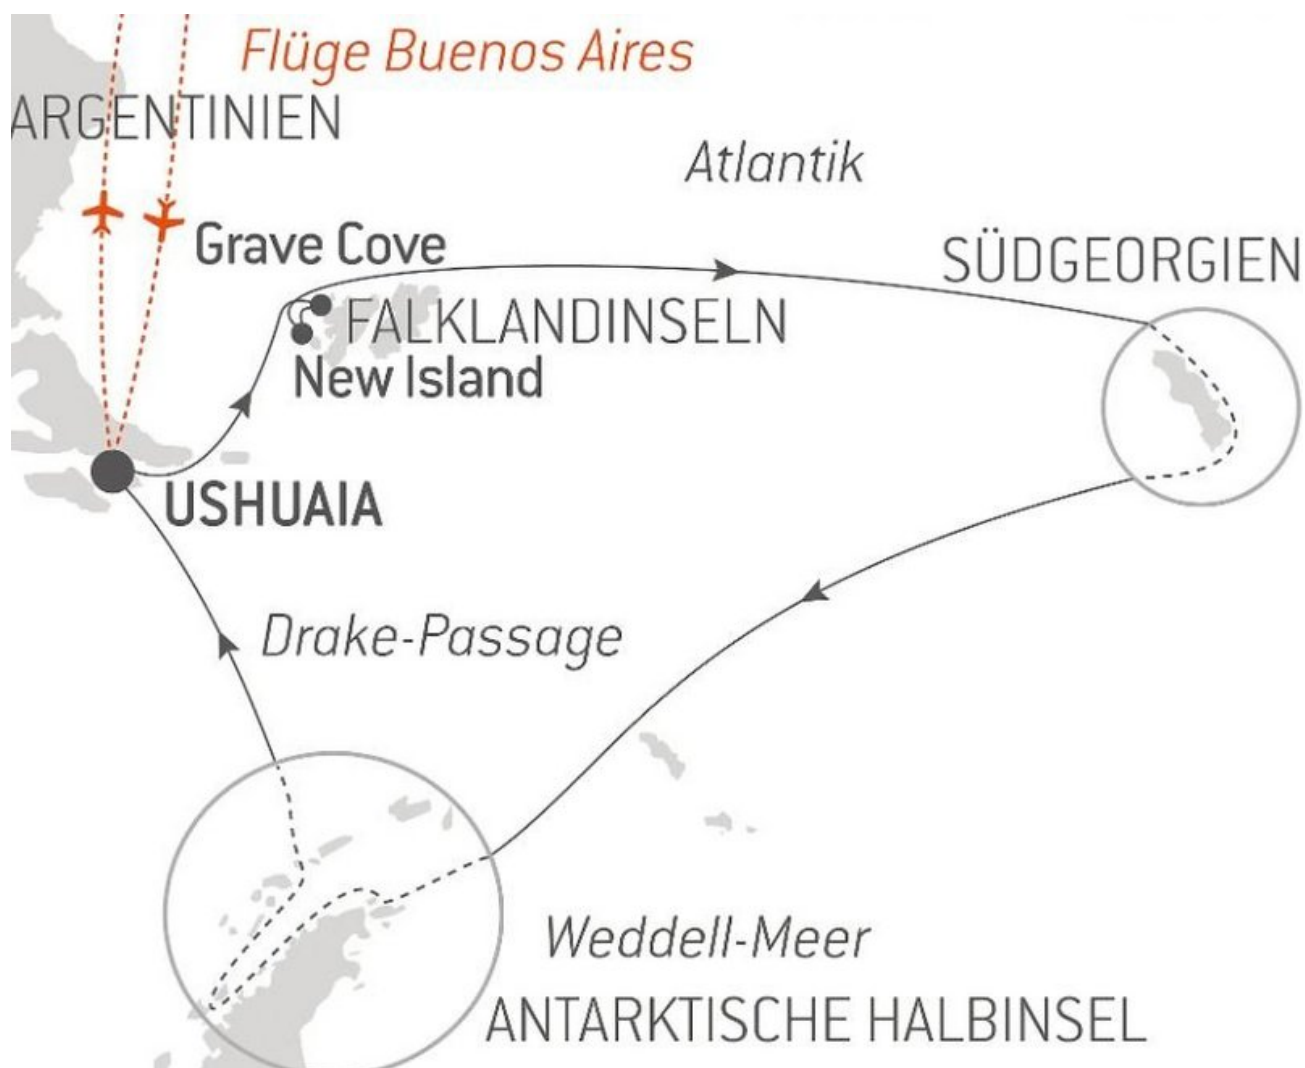 Flüge Buenos Aires
ARGENTINIEN
Atlantik
Grave Cove
SÜDGEORGIEN
FALKLANDINSELN
New Island
USHUAIA
Drake-Passage
Weddell-Meer
ANTARKTISCHE HALBINSEL